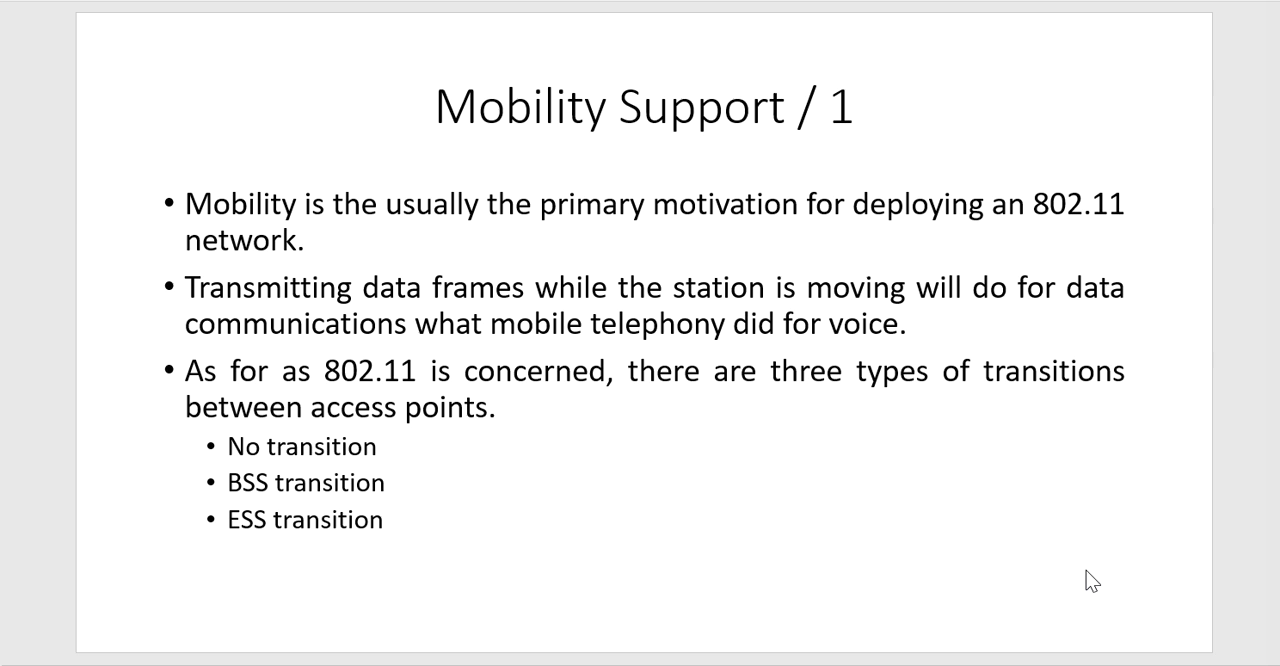 Mobility Support / 1
• Mobility is the usually the primary motivation for deploying an 802.11
network.
• Transmitting data frames while the station is moving will do for data
communications what mobile telephony did for voice.
• As for as 802.11 is concerned, there are three types of transitions
between access points.
• No transition
• BSS transition
• ESS transition